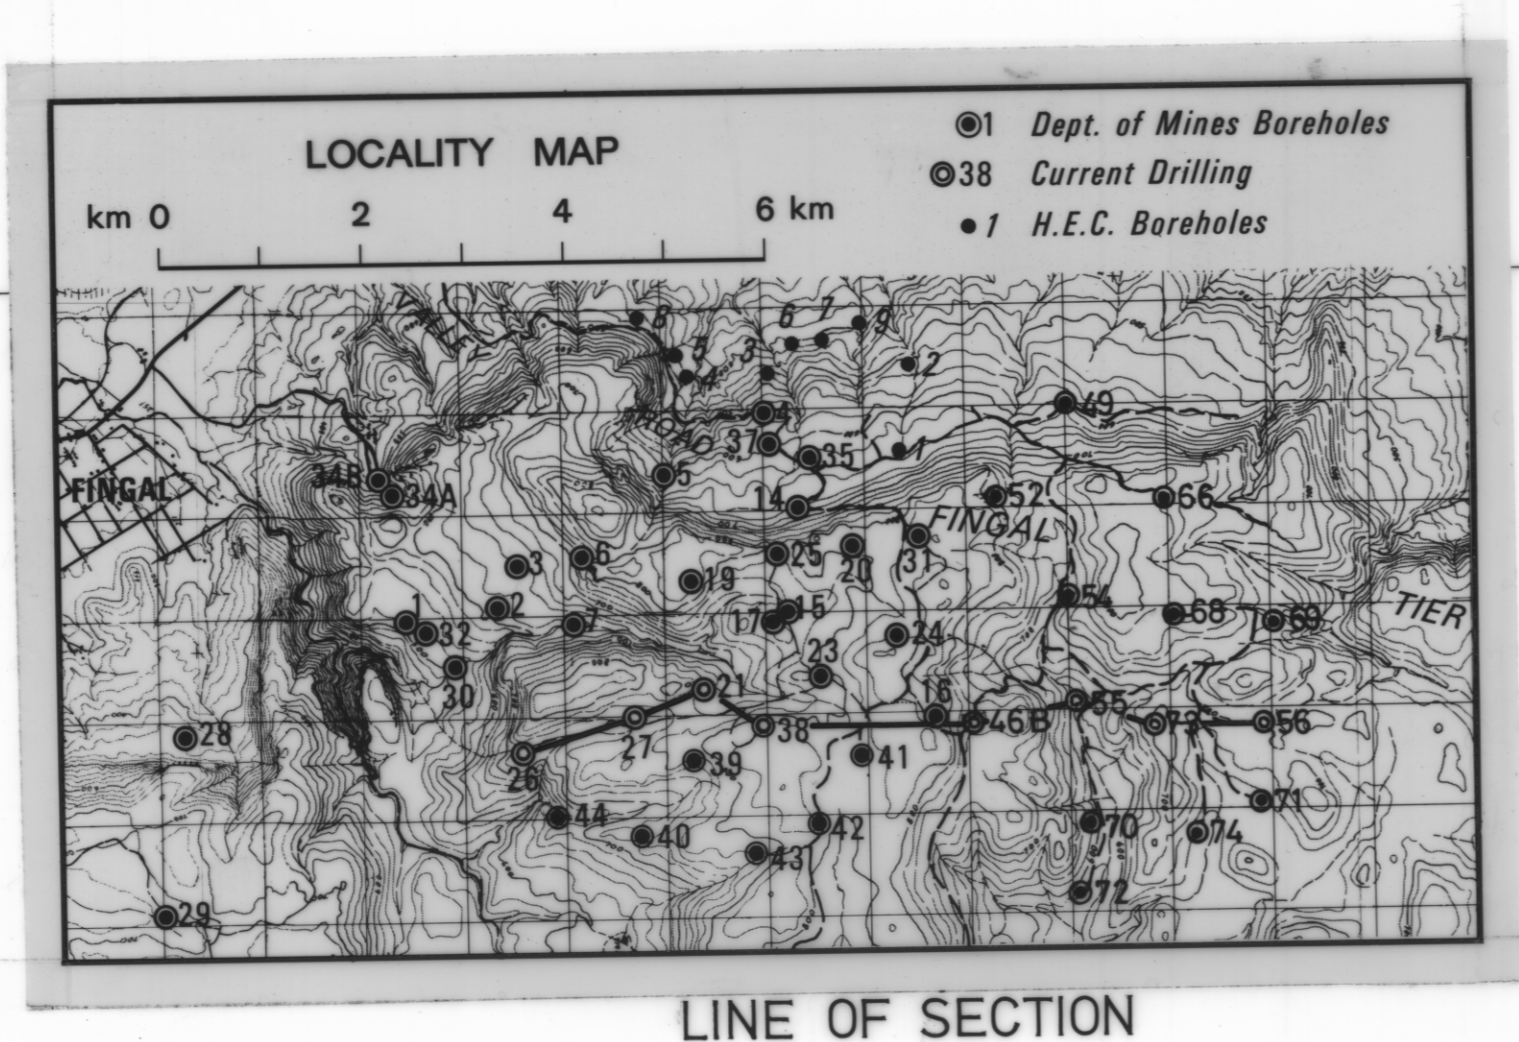 LOCALITY MAP
km 0 2 4 6 km
1 Dept. of Mines Boreholes
38 Current Drilling
1 H.E.C. Boreholes
VALLEY
8
6 7 9
5 3 2
4
4 49
ROAD 37 35 1
34B 5
FINGAL 34A 14 52 66
FINGAL
3 6 19 25 20 31
54
1 2 7 17 15 68 69 TIER
32 24
30 23
21 16
28 27 38 46B 55 73 56
26 39 41
71
44 40 42 70 74
43
72
29
LINE OF SECTION